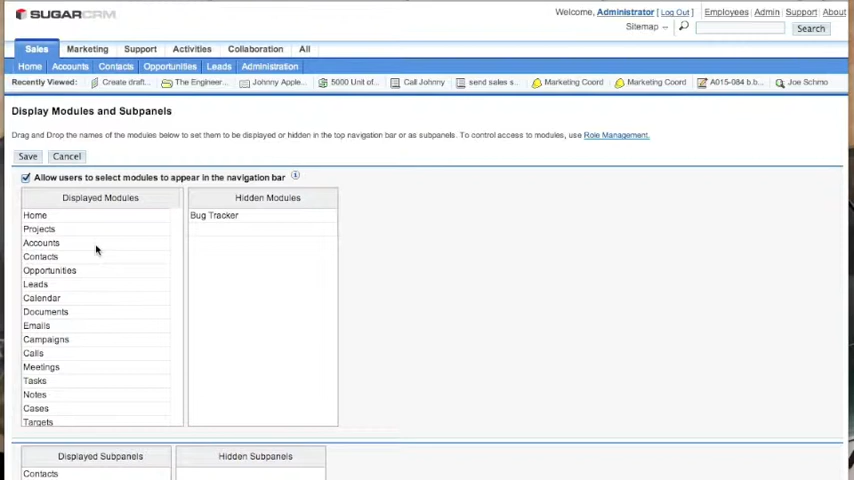 SUGARCRM
Welcome, Administrator [ Log Out ] Employees Admin Support About
Sitemap
Search
Sales Marketing Support Activities Collaboration All
Home Accounts Contacts Opportunities Leads Administration
Recently Viewed: Create draft... The Engineer... Johnny Apple... 5000 Unit of... Call Johnny send sales s... Marketing Coord Marketing Coord A015-084 b.b... Joe Schmo
Display Modules and Subpanels
Drag and Drop the names of the modules below to set them to be displayed or hidden in the top navigation bar or as subpanels. To control access to modules, use Role Management.
Save Cancel
Allow users to select modules to appear in the navigation bar
Displayed Modules Hidden Modules
Home Bug Tracker
Projects
Accounts
Contacts
Opportunities
Leads
Calendar
Documents
Emails
Campaigns
Calls
Meetings
Tasks
Notes
Cases
Targets
Displayed Subpanels Hidden Subpanels
Contacts